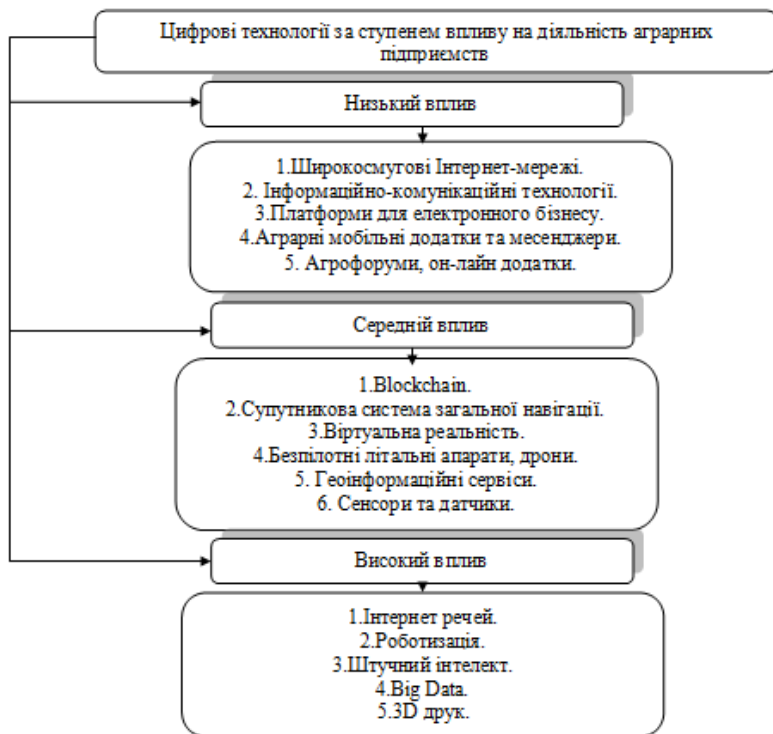 Цифрові технології за ступенем впливу на діяльність аграрних
підприємств
Низький вплив
1.Широкосмугові Інтернет-мережі.
2. Інформаційно-комунікаційні технології.
3.Платформи для електронного бізнесу.
4.Аграрні мобільні додатки та месенджери.
5. Агрофоруми, он-лайн додатки.
Середній вплив
1.Blockchain.
2.Супутникова система загальної навігації.
3.Віртуальна реальність.
4.Безпілотні літальні апарати, дрони.
5. Геоінформаційні сервіси.
6. Сенсори та датчики.
Високий вплив
1.Інтернет речей.
2.Роботизація.
3.Штучний інтелект.
4.Big Data.
5.3D друк.